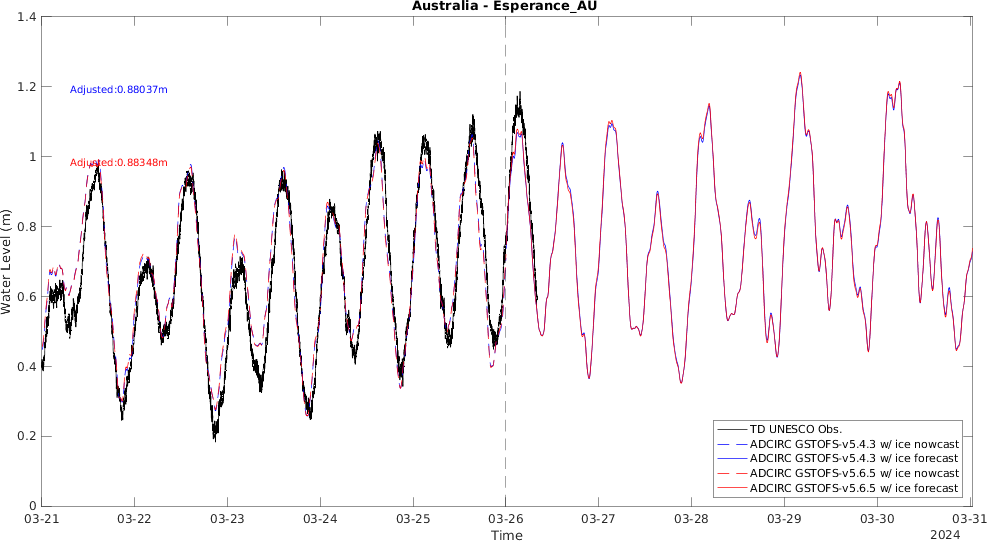 Australia - Esperance_AU
1.4
1.2
1
0.8
0.6
0.4
0.2
0
Water Level (m)
Adjusted:0.88037m
Adjusted:0.88348m
TD UNESCO Obs.
ADCIRC GSTOFS-v5.4.3 w/ ice nowcast
ADCIRC GSTOFS-v5.4.3 w/ ice forecast
ADCIRC GSTOFS-v5.6.5 w/ ice nowcast
ADCIRC GSTOFS-v5.6.5 w/ ice forecast
03-21 03-22 03-23 03-24 03-25 03-26 03-27 03-28 03-29 03-30 03-31
Time
2024